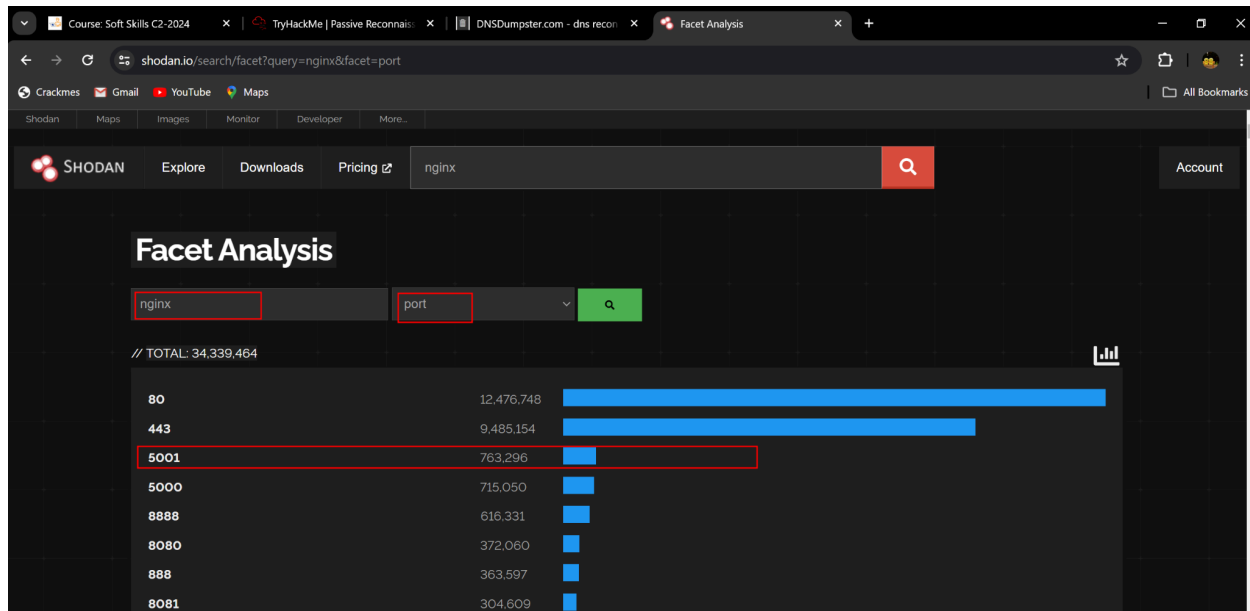 Course: Soft Skills C2-2024
TryHackMe | Passive Reconnais
DNSDumpster.com - dns recon
Facet Analysis
shodan.io/search/facet?query=nginx&facet=port
Crackmes Gmail YouTube Maps All Bookmarks
Shodan Maps Images Monitor Developer More...
SHODAN Explore Downloads Pricing nginx Account
Facet Analysis
nginx port
// TOTAL: 34,339,464
80 12,476,748
443 9,485,154
5001 763,296
5000 715,050
8888 616,331
8080 372,060
888 363,597
8081 304,609